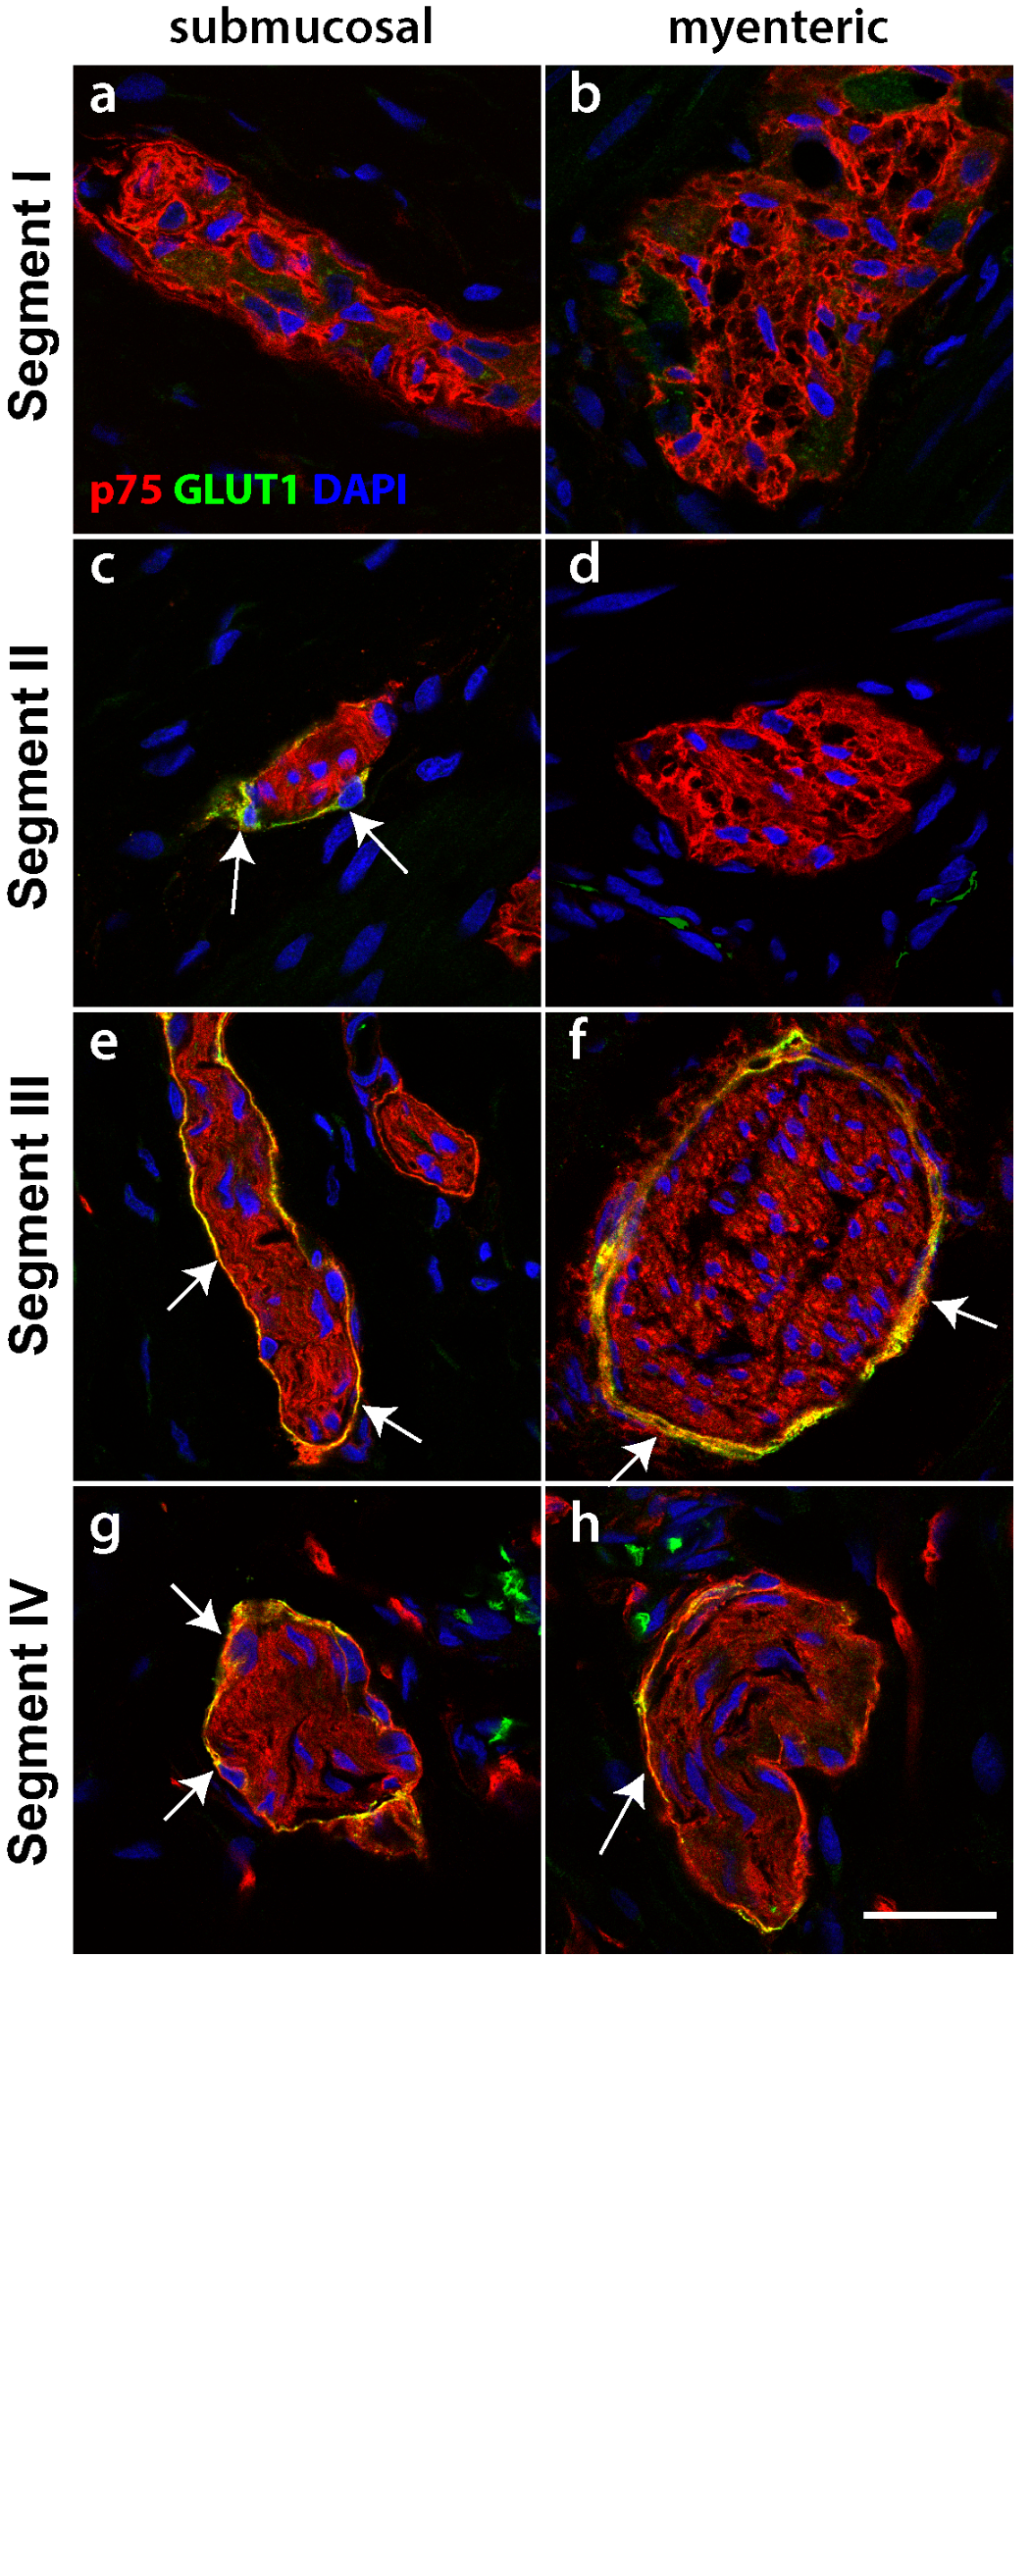 submucosal myenteric
Segment I
a
b
p75 GLUT1 DAPI
Segment II
c
d
Segment III
e
f
Segment IV
g
h